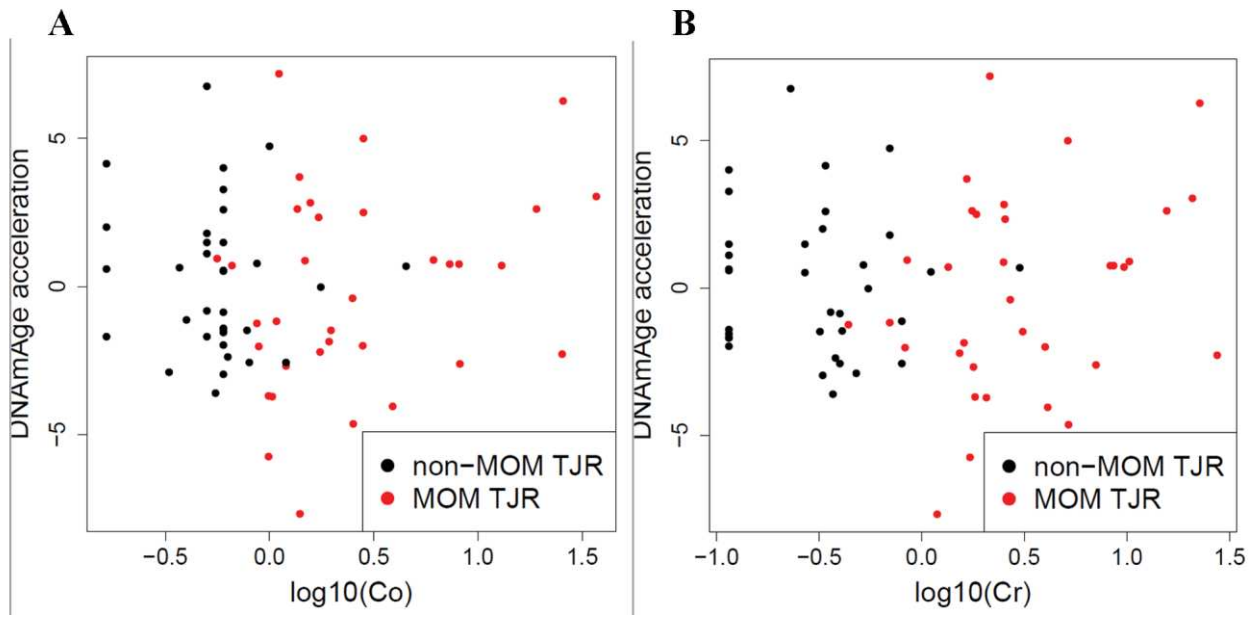 A
DNAmAge acceleration
5
0
−5
−0.5 0.0 0.5 1.0 1.5
log10(Co)
non−MOM TJR
MOM TJR
B
DNAmAge acceleration
5
0
−5
−1.0 −0.5 0.0 0.5 1.0 1.5
log10(Cr)
non−MOM TJR
MOM TJR